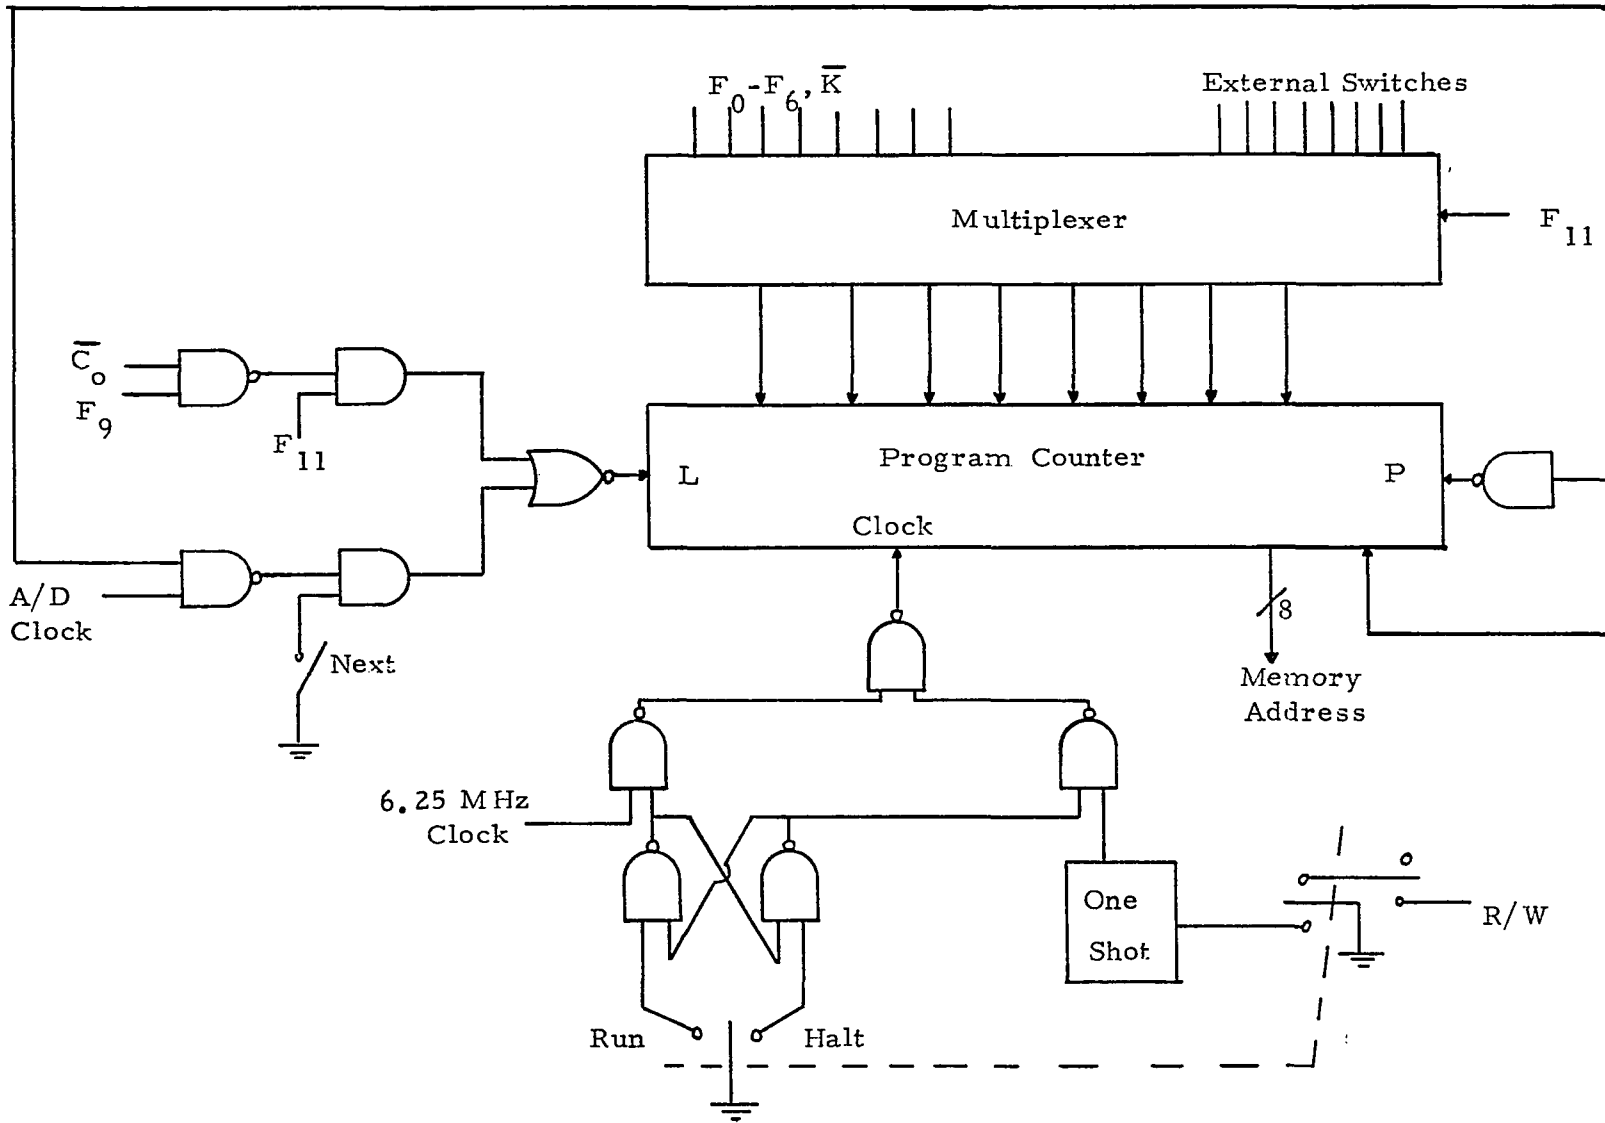 F0-F6, K̅
External Switches
Multiplexer
F11
C̅o
F9
F11
L
Program Counter
P
Clock
A/D
Clock
Next
8
Memory
Address
6.25 MHz
Clock
One
Shot
R/W
Run
Halt